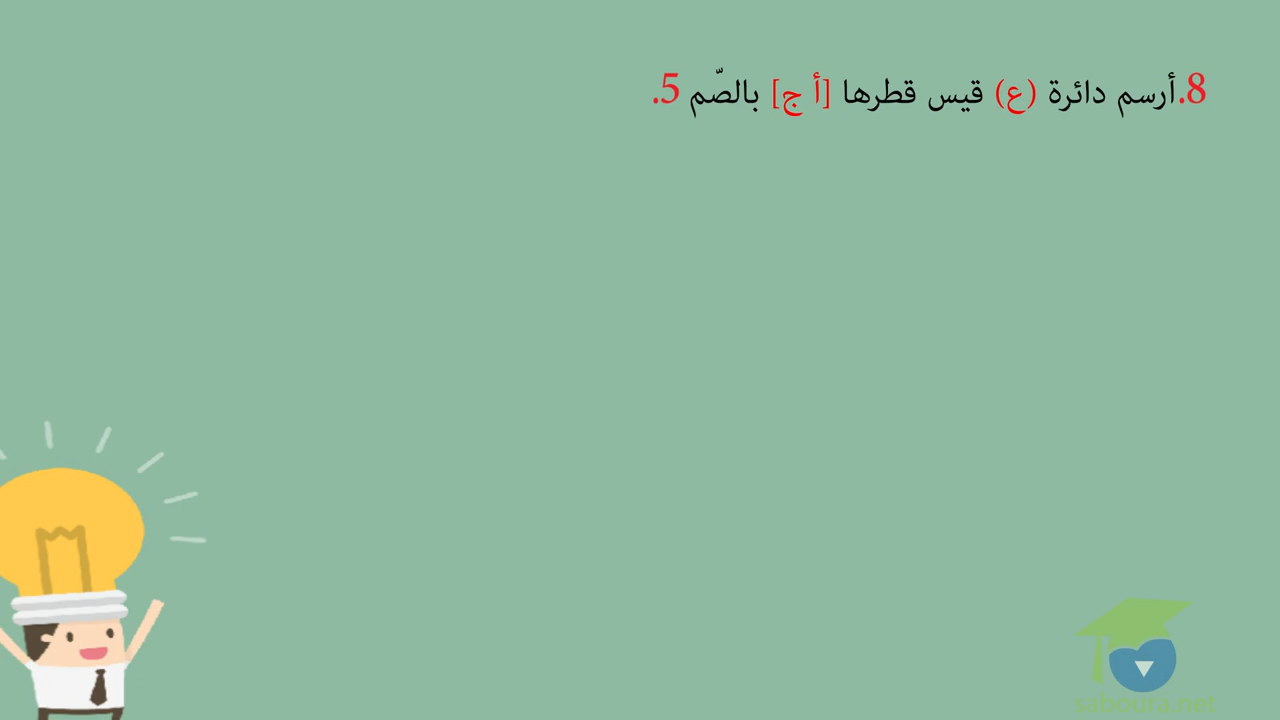 8.أرسم دائرة (ع) قيس قطرها [أ ج] بالصّم 5.
saboura.net